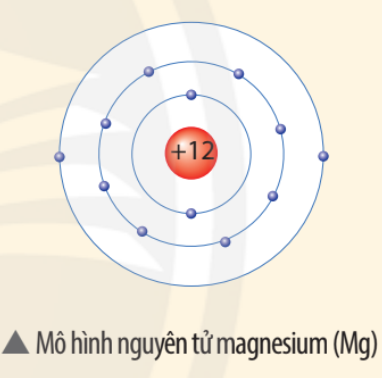 +12
▲ Mô hình nguyên tử magnesium (Mg)